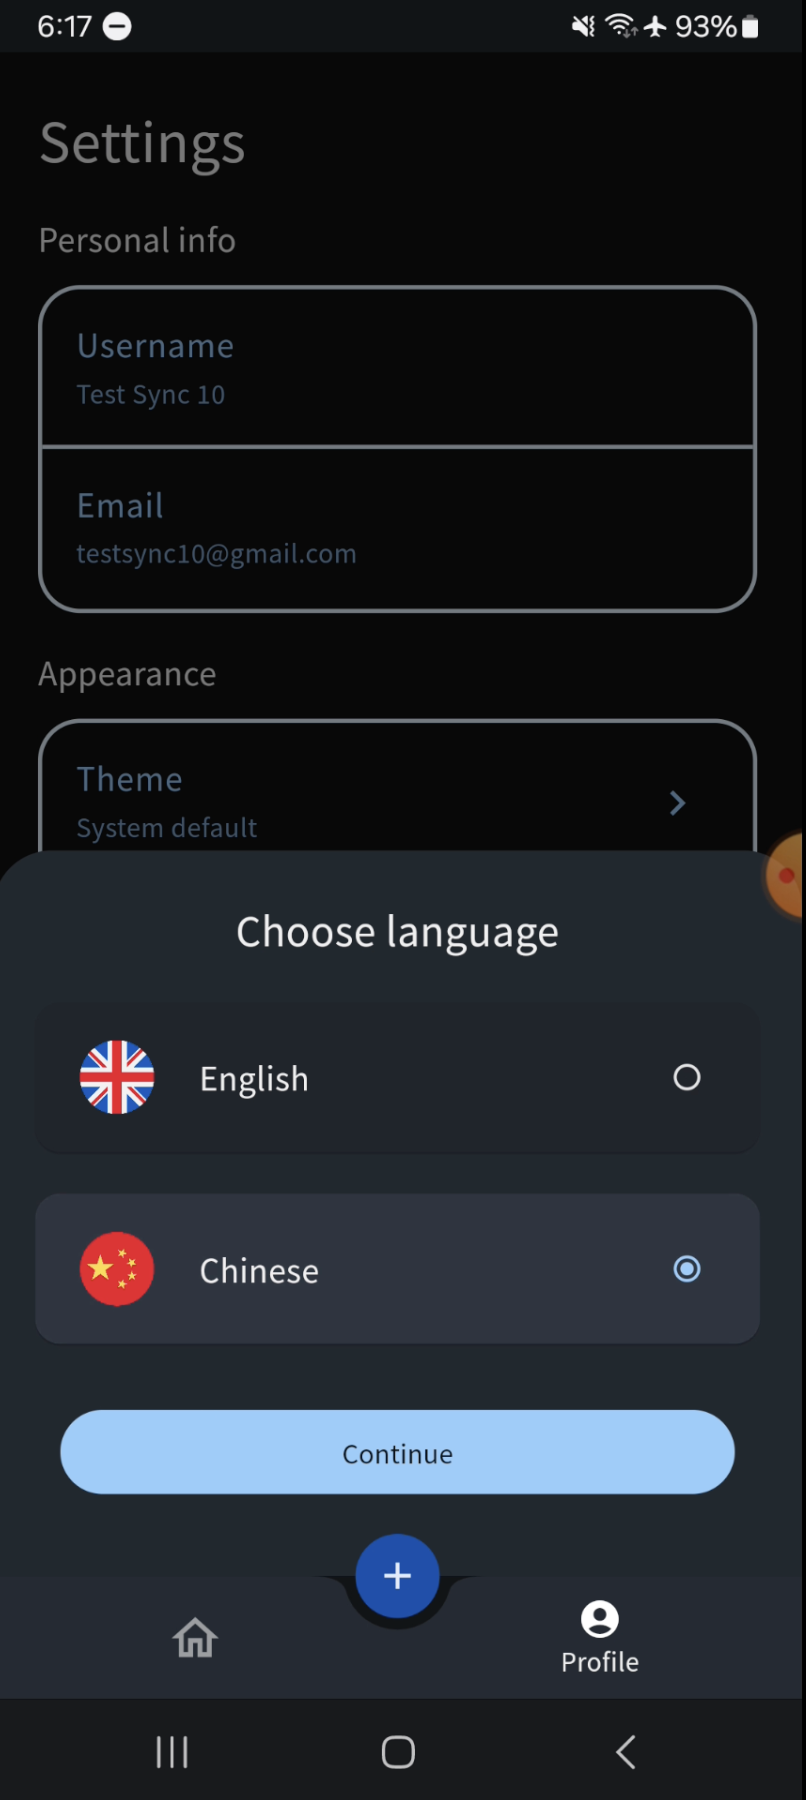 6:17
93%
Settings
Personal info
Username
Test Sync 10
Email
testsync10@gmail.com
Appearance
Theme
System default
Choose language
English
Chinese
Continue
Profile